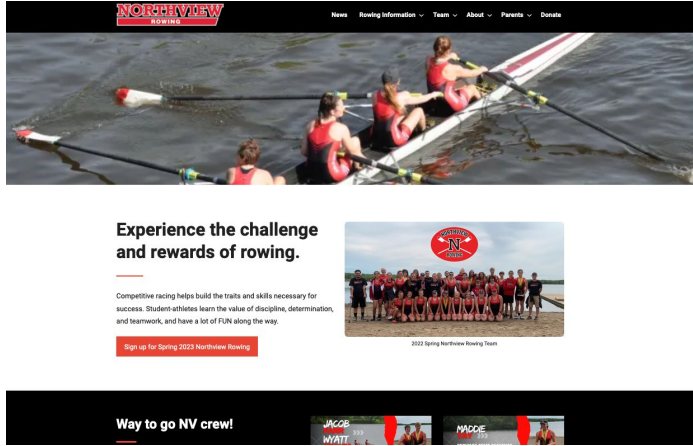 NORTHVIEW
ROWING
News Rowing Information Team About Parents Donate
Experience the challenge
and rewards of rowing.
NORTHVIEW
N
Competitive racing helps build the traits and skills necessary for
success. Student-athletes learn the value of discipline, determination,
and teamwork, and have a lot of FUN along the way.
Sign up for Spring 2023 Northview Rowing
2022 Spring Northview Rowing Team
Way to go NV crew!
JACOB
WYATT
MADDIE